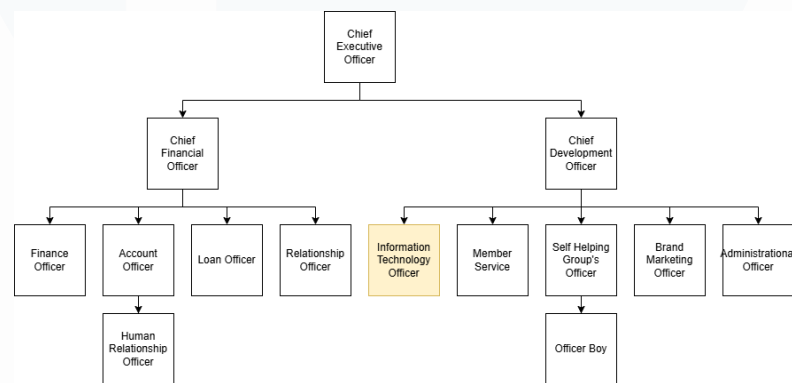 Chief
Executive
Officer
Chief
Financial
Officer
Chief
Development
Officer
Finance
Officer
Account
Officer
Loan Officer
Relationship
Officer
Information
Technology
Officer
Member
Service
Self Helping
Group's
Officer
Brand
Marketing
Officer
Administrational
Officer
Human
Relationship
Officer
Officer Boy